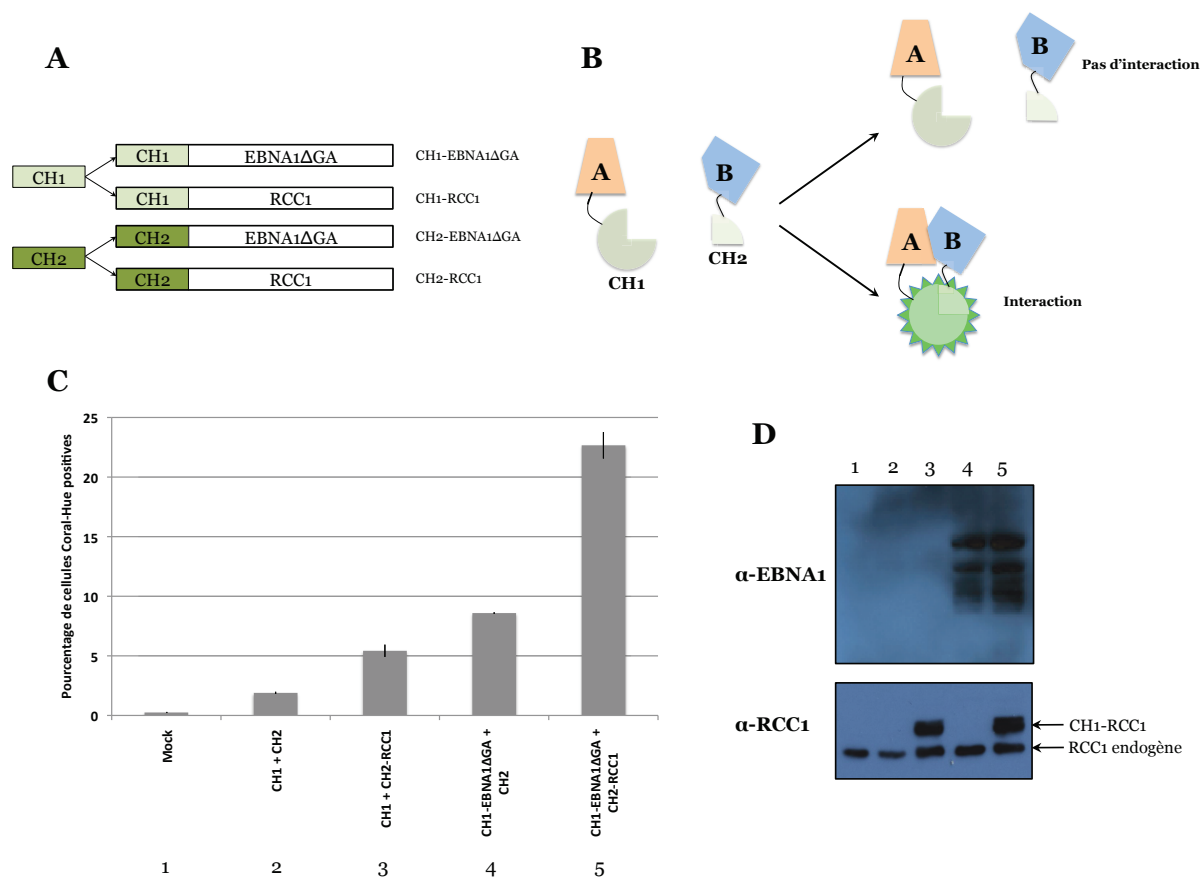 A
CH1
CH1 EBNA1ΔGA CH1-EBNA1ΔGA
CH1 RCC1 CH1-RCC1
CH2
CH2 EBNA1ΔGA CH2-EBNA1ΔGA
CH2 RCC1 CH2-RCC1
B
A
CH1
B
CH2
A
B
Pas d'interaction
A B
Interaction
C
Pourcentage de cellules Coral-Hue positives
25
20
15
10
5
0
Mock
CH1 + CH2
CH1 + CH2-RCC1
CH1-EBNA1ΔGA +
CH2
CH1-EBNA1ΔGA +
CH2-RCC1
1 2 3 4 5
D
1 2 3 4 5
α-EBNA1
α-RCC1
CH1-RCC1
RCC1 endogène